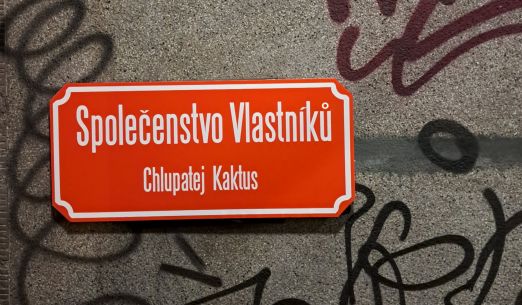 Společenstvo Vlastníků
Chlupatej Kaktus